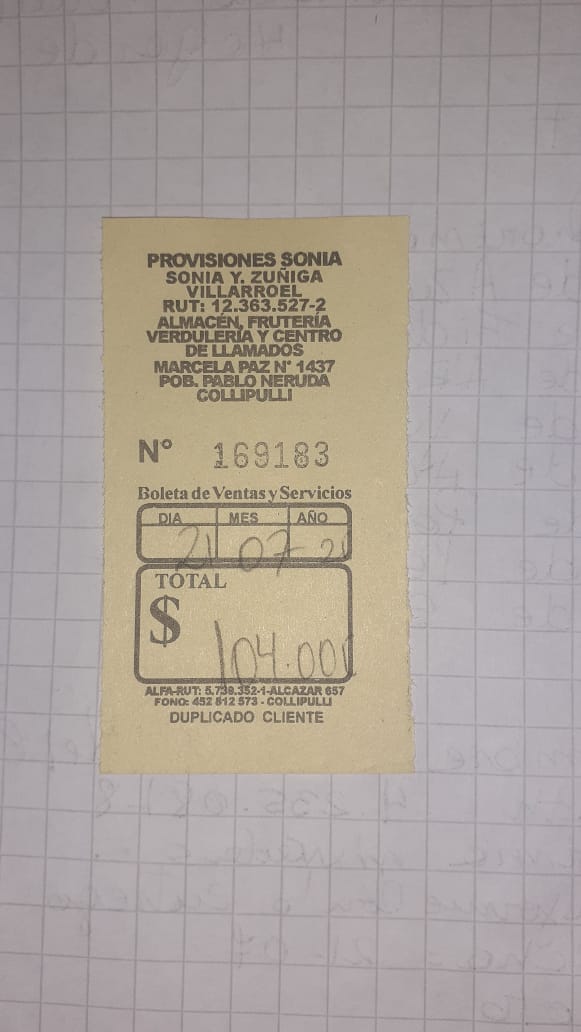 PROVISIONES SONIA
SONIA Y. ZUÑIGA
VILLARROEL
RUT: 12.363.527-2
ALMACÉN, FRUTERÍA
VERDULERÍA Y CENTRO
DE LLAMADOS
MARCELA PAZ N° 1437
POB. PABLO NERUDA
COLLIPULLI
N° 169183
Boleta de Ventas y Servicios
DIA MES AÑO
21 07 21
TOTAL
$
104.000
ALFA-RUT: 5.739.352-1-ALCAZAR 657
FONO: 452 812 573 - COLLIPULLI
DUPLICADO CLIENTE